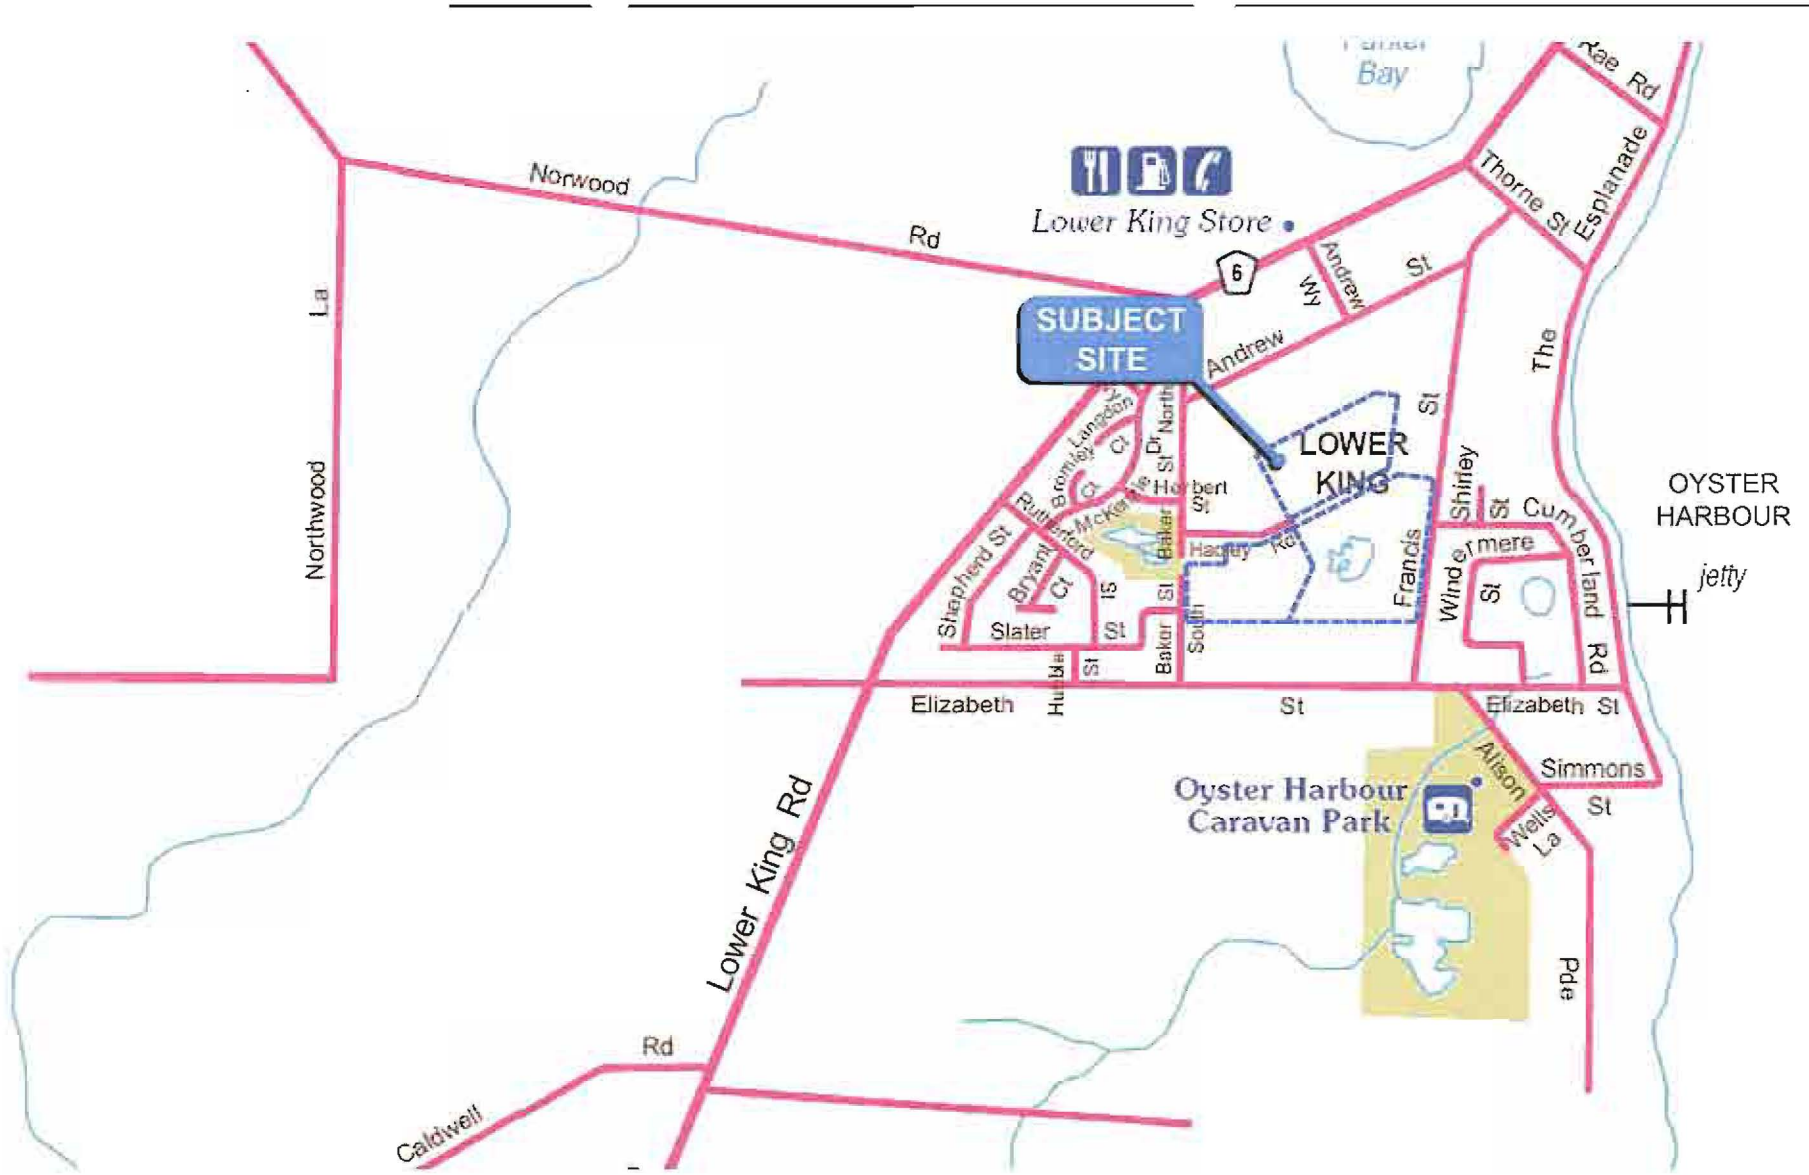 Bay
Rae Rd
Norwood
Rd
Thorne St
Esplanade
Lower King Store
6
Andrew
Wy
St
La
SUBJECT
SITE
Andrew
The
St
Langdon
Ct
North
Dr
LOWER
KING
Bromley
Ct
St
Herbert
St
Shirley
St
OYSTER
HARBOUR
Northwood
Rutherford
McKenzie
Baker
Hadley Rd
Francis
Cumberland
Windermere
St
jetty
Shepherd St
Bryant
Ct
St
St
Slater
St
Baker
South
Rd
Humble
St
Elizabeth
St
Elizabeth St
Alison
Simmons
St
Oyster Harbour
Caravan Park
Wells
La
Lower King Rd
Pde
Rd
Caldwell